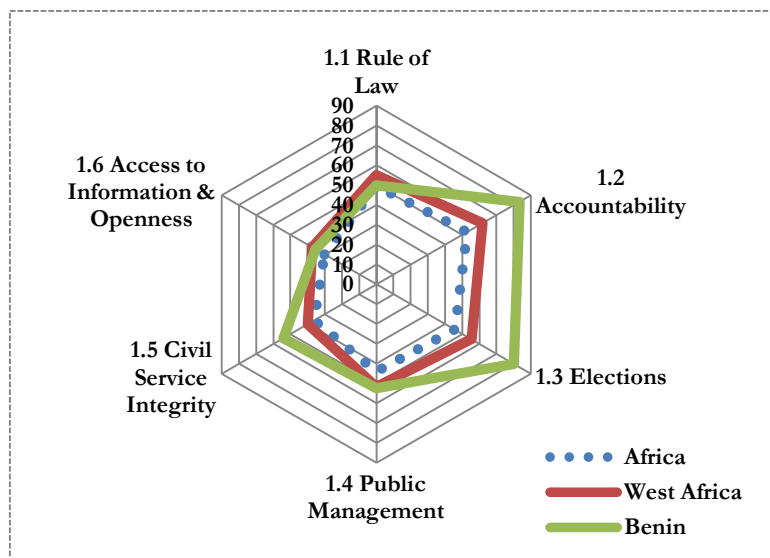 1.1 Rule of
Law
90
80
70
60
50
40
30
20
10
0
1.2
Accountability
1.3 Elections
1.4 Public
Management
1.5 Civil
Service
Integrity
1.6 Access to
Information &
Openness
Africa
West Africa
Benin